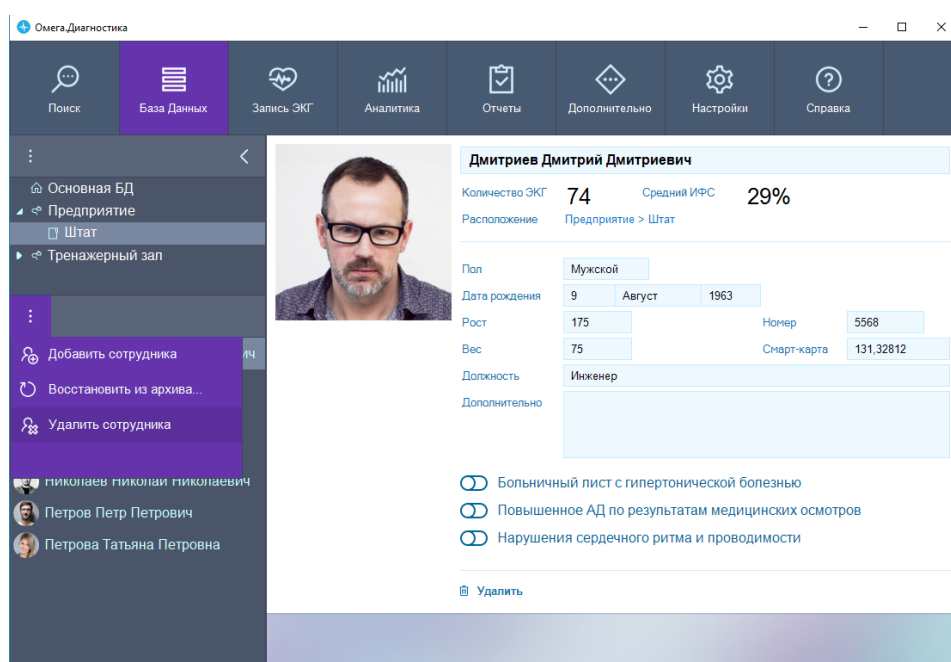 Омега.Диагностика
Поиск
База Данных
Запись ЭКГ
Аналитика
Отчеты
Дополнительно
Настройки
Справка
Основная БД
Предприятие
Штат
Тренажерный зал
Добавить сотрудника
ич
Восстановить из архива...
Удалить сотрудника
Николаев Николай Николаевич
Петров Петр Петрович
Петрова Татьяна Петровна
Дмитриев Дмитрий Дмитриевич
Количество ЭКГ 74 Средний ИФС 29%
Расположение Предприятие > Штат
Пол Мужской
Дата рождения 9 Август 1963
Рост 175 Номер 5568
Вес 75 Смарт-карта 131,32812
Должность Инженер
Дополнительно
Больничный лист с гипертонической болезнью
Повышенное АД по результатам медицинских осмотров
Нарушения сердечного ритма и проводимости
Удалить